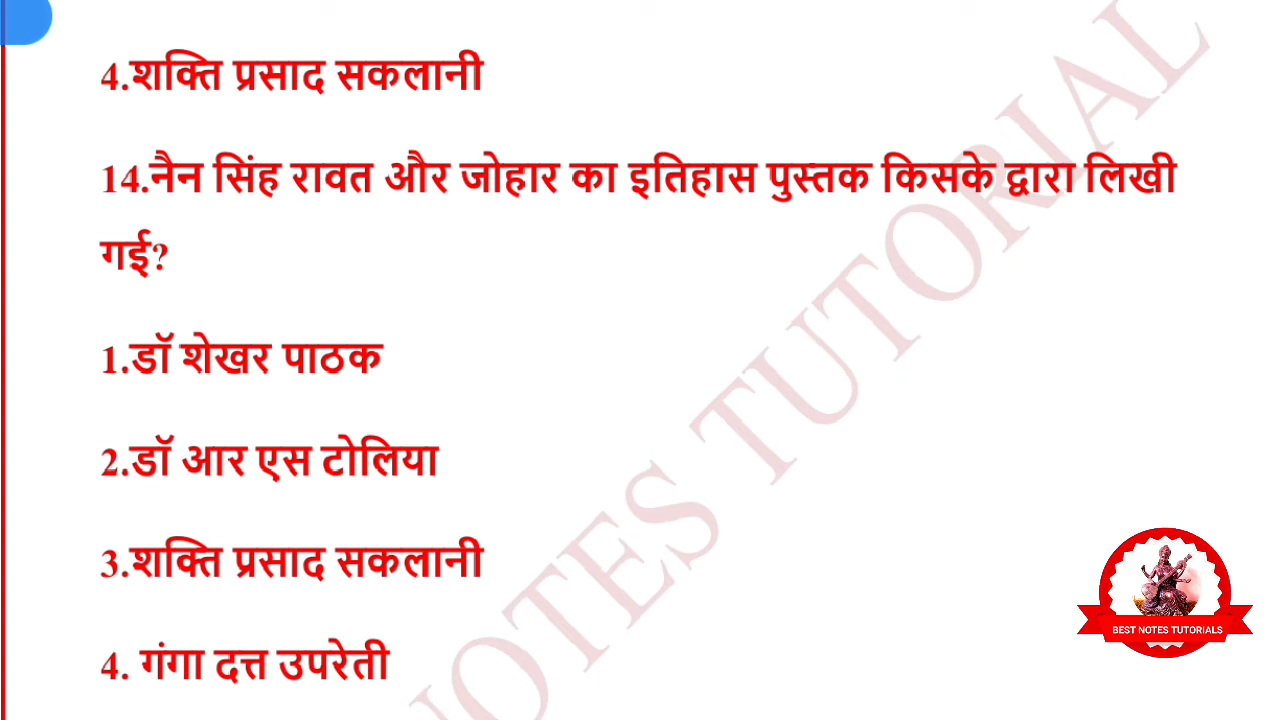 4.शक्ति प्रसाद सकलानी
14.नैन सिंह रावत और जोहार का इतिहास पुस्तक किसके द्वारा लिखी
गई?
1.डॉ शेखर पाठक
2.डॉ आर एस टोलिया
3.शक्ति प्रसाद सकलानी
4. गंगा दत्त उपरेती
NOTES TUTORIAL
BEST NOTES TUTORIALS